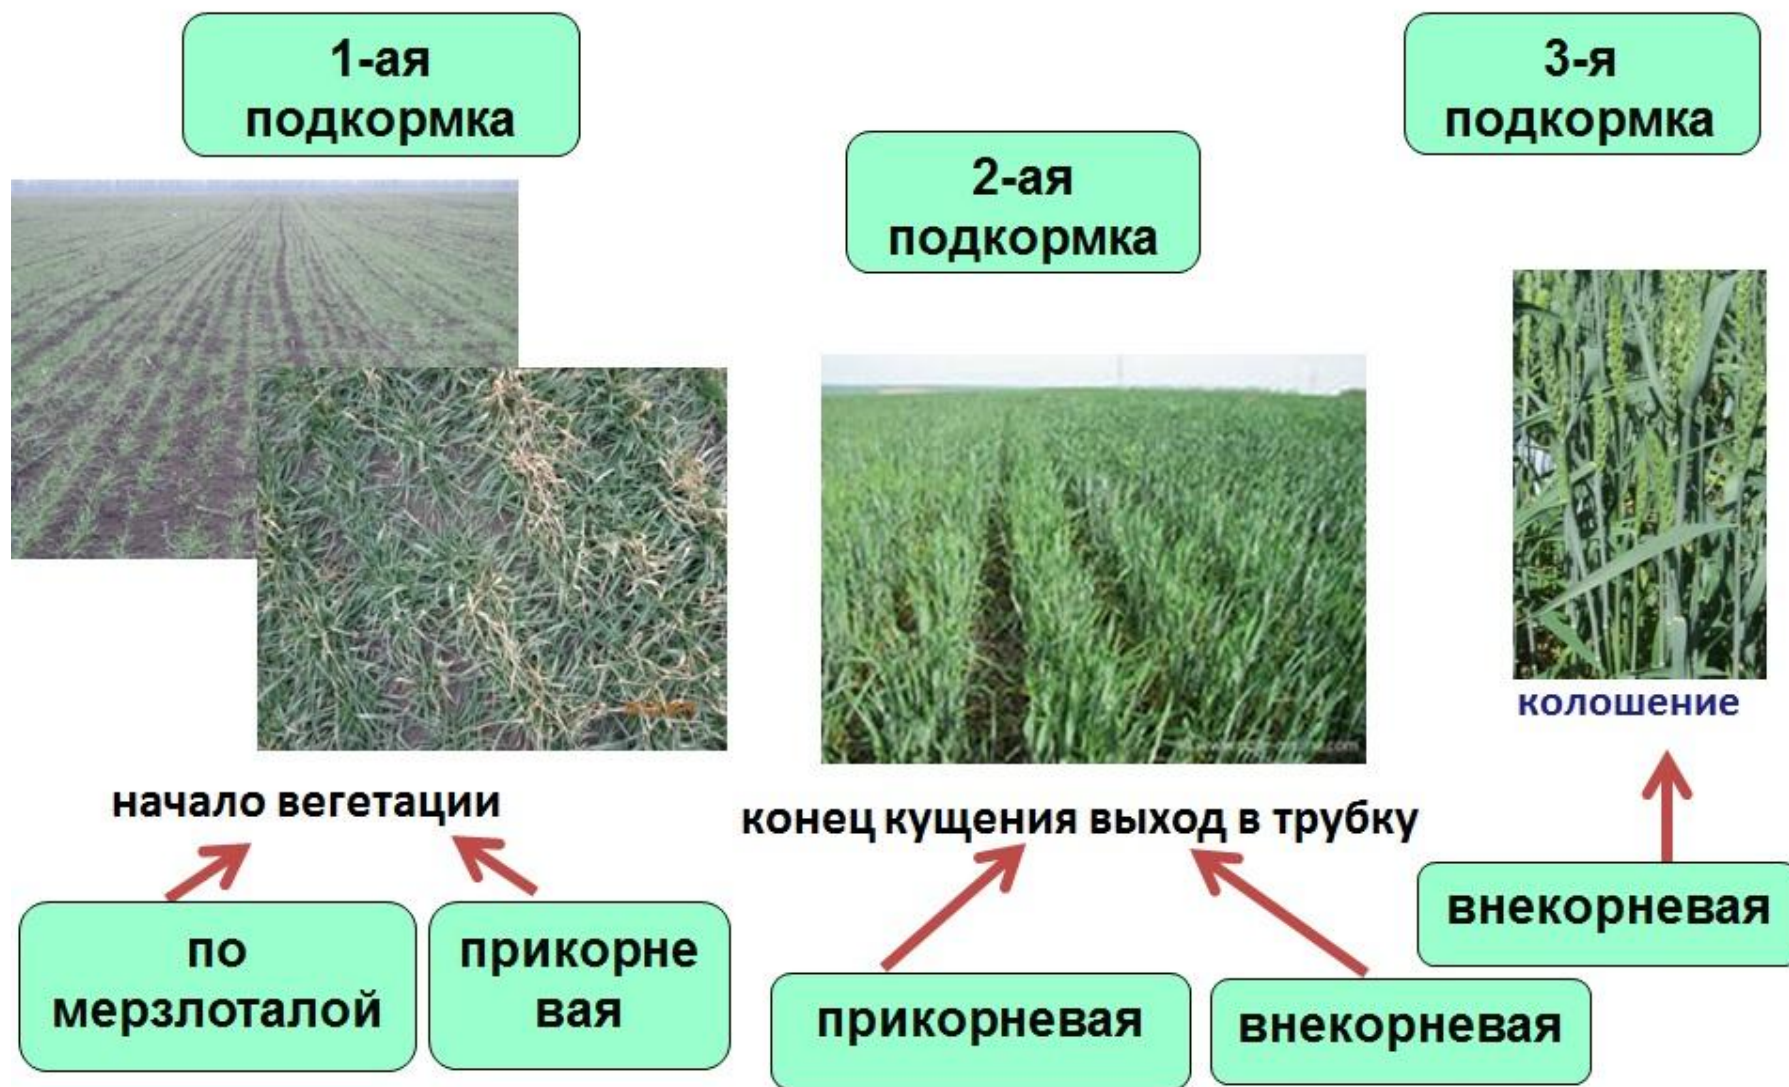 1-ая
подкормка
2-ая
подкормка
3-я
подкормка
начало вегетации
конец кущения выход в трубку
колошение
по
мерзлоталой
прикорне
вая
прикорневая
внекорневая
внекорневая